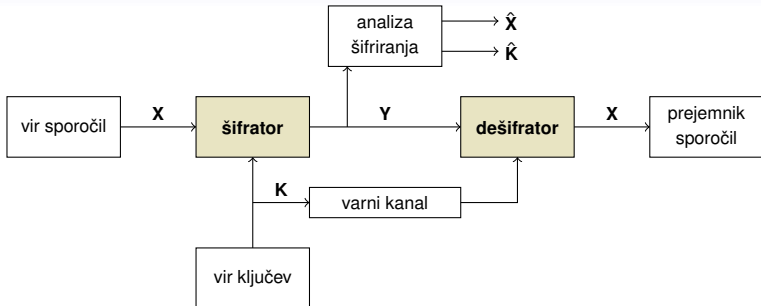 analiza
šifriranja
X̂
K̂
vir sporočil
X
šifrator
Y
dešifrator
X
prejemnik
sporočil
K
varni kanal
vir ključev